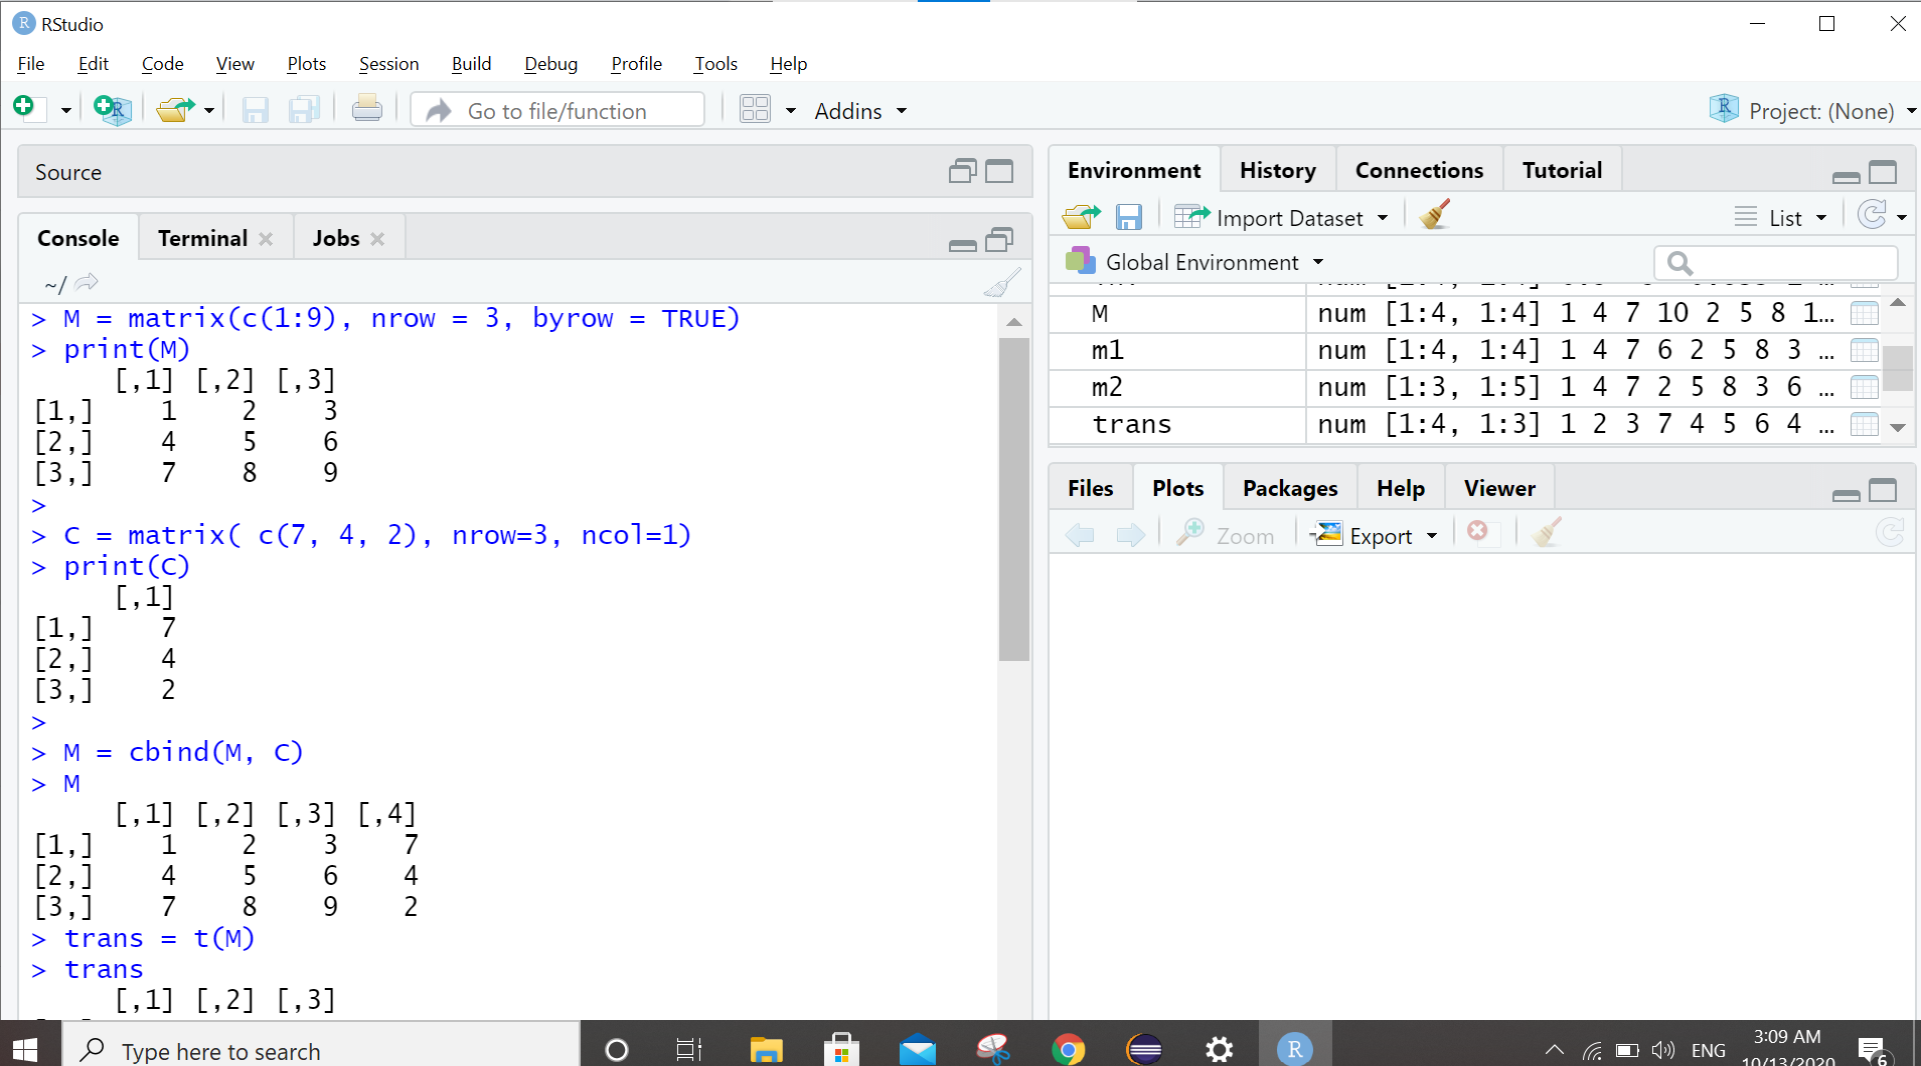 RStudio
File Edit Code View Plots Session Build Debug Profile Tools Help
Go to file/function Addins Project: (None)
Source
Console Terminal Jobs
~/
> M = matrix(c(1:9), nrow = 3, byrow = TRUE)
> print(M)
[,1] [,2] [,3]
[1,] 1 2 3
[2,] 4 5 6
[3,] 7 8 9
>
> C = matrix( c(7, 4, 2), nrow=3, ncol=1)
> print(C)
[,1]
[1,] 7
[2,] 4
[3,] 2
>
> M = cbind(M, C)
> M
[,1] [,2] [,3] [,4]
[1,] 1 2 3 7
[2,] 4 5 6 4
[3,] 7 8 9 2
> trans = t(M)
> trans
[,1] [,2] [,3]
Environment History Connections Tutorial
Import Dataset List
Global Environment
M num [1:4, 1:4] 1 4 7 10 2 5 8 1...
m1 num [1:4, 1:4] 1 4 7 6 2 5 8 3 ...
m2 num [1:3, 1:5] 1 4 7 2 5 8 3 6 ...
trans num [1:4, 1:3] 1 2 3 7 4 5 6 4 ...
Files Plots Packages Help Viewer
Zoom Export
Type here to search
ENG
3:09 AM
10/13/2020
6